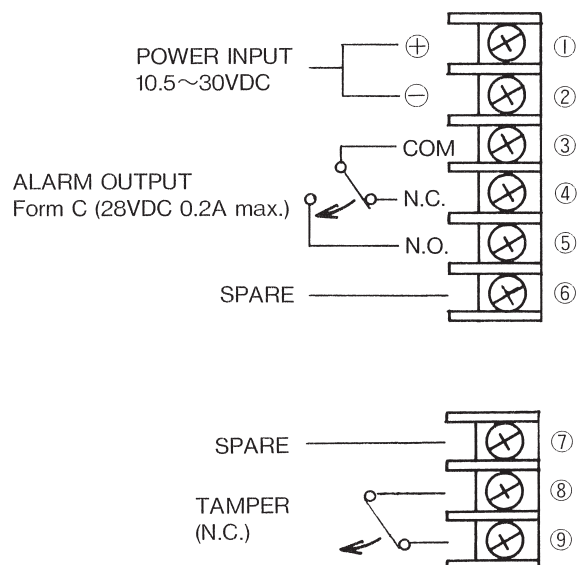 POWER INPUT
10.5～30VDC
⊕
⊖
①
②
ALARM OUTPUT
Form C (28VDC 0.2A max.)
COM
N.C.
N.O.
③
④
⑤
SPARE
⑥
SPARE
⑦
TAMPER
(N.C.)
⑧
⑨